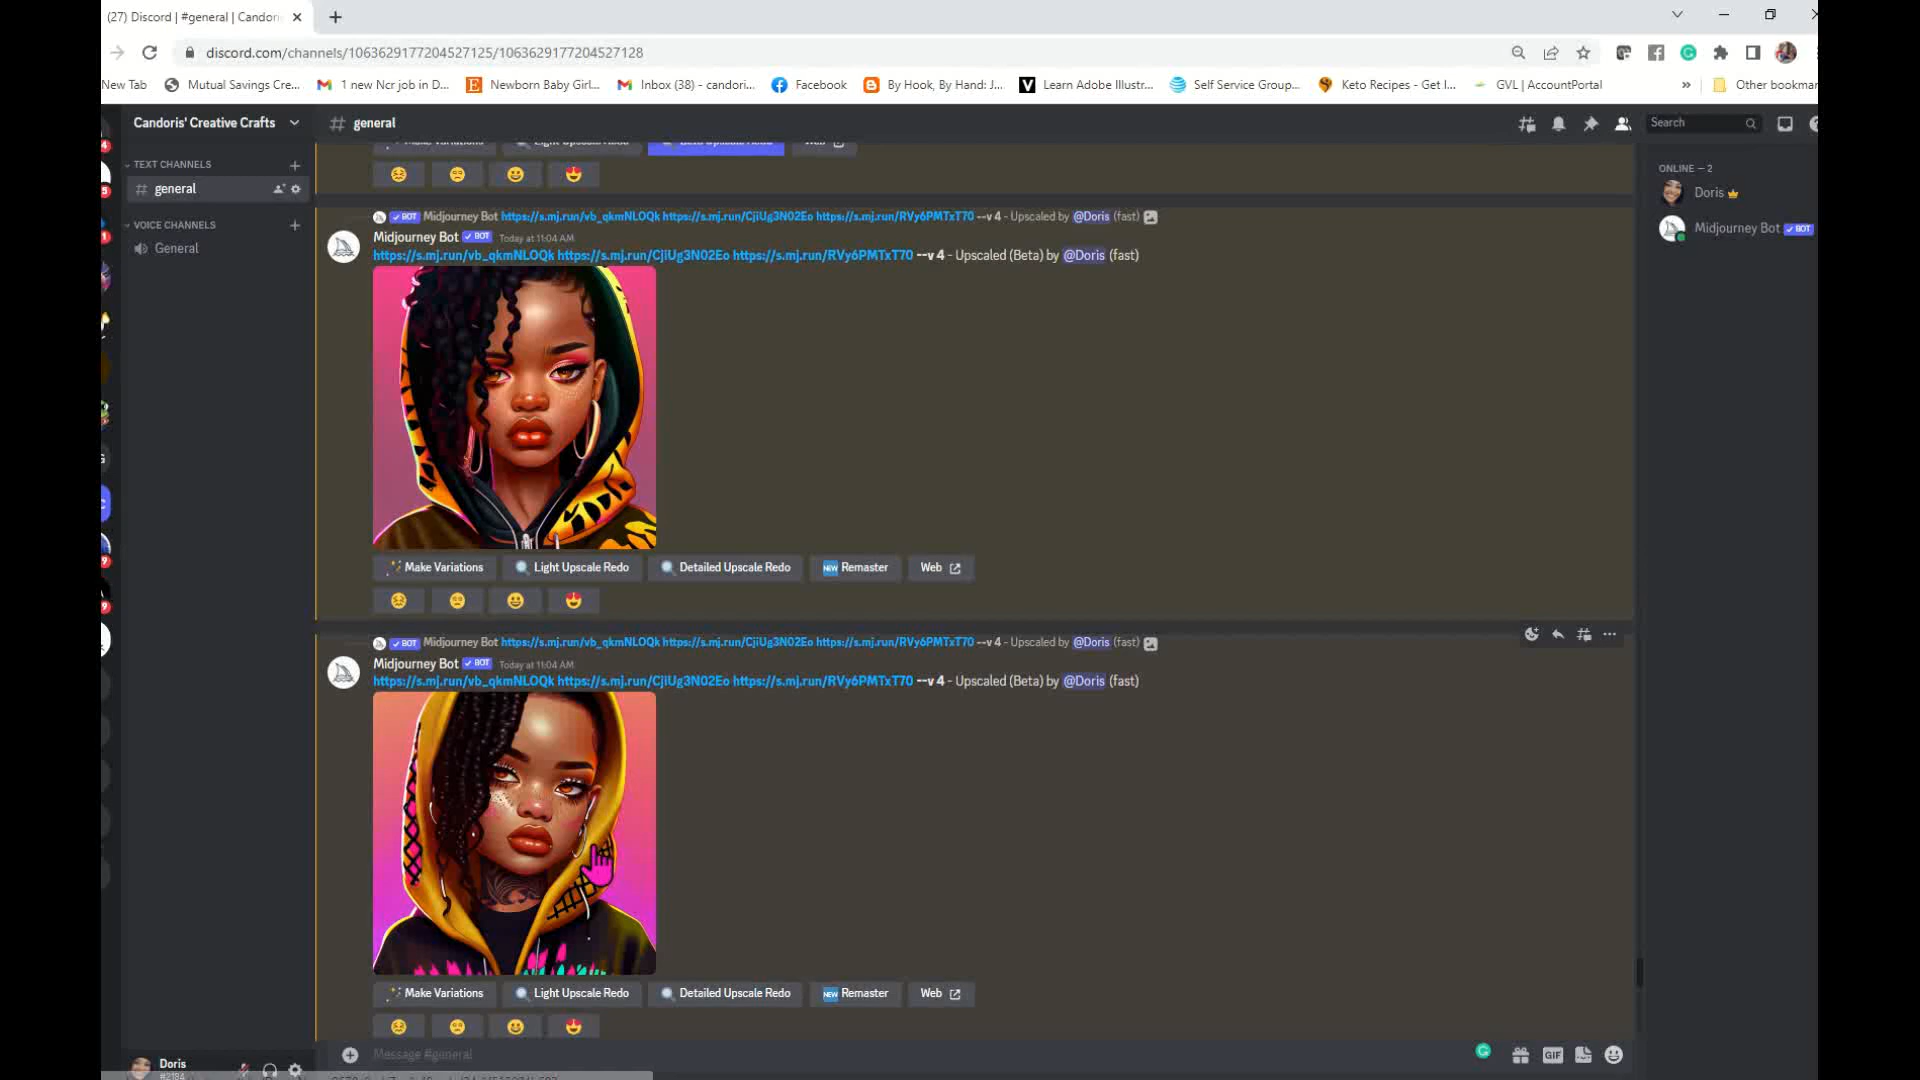 (27) Discord | #general | Candori
discord.com/channels/1063629177204527125/1063629177204527128
New Tab
Mutual Savings Cre...
1 new Ncr job in D...
Newborn Baby Girl...
Inbox (38) - candori...
Facebook
By Hook, By Hand: J...
Learn Adobe Illustr...
Self Service Group...
Keto Recipes - Get I...
GVL | AccountPortal
»
Other bookmar
Candoris' Creative Crafts
# general
Search
TEXT CHANNELS
# general
VOICE CHANNELS
General
ONLINE — 2
Doris
Midjourney Bot ✓ BOT
✓ BOT Midjourney Bot https://s.mj.run/vb_qkmNLOQk https://s.mj.run/CjiUg3N02Eo https://s.mj.run/RVy6PMTxT70 --v 4 - Upscaled by @Doris (fast)
Midjourney Bot ✓ BOT Today at 11:04 AM
https://s.mj.run/vb_qkmNLOQk https://s.mj.run/CjiUg3N02Eo https://s.mj.run/RVy6PMTxT70 --v 4 - Upscaled (Beta) by @Doris (fast)
Make Variations
Light Upscale Redo
Detailed Upscale Redo
NEW Remaster
Web
✓ BOT Midjourney Bot https://s.mj.run/vb_qkmNLOQk https://s.mj.run/CjiUg3N02Eo https://s.mj.run/RVy6PMTxT70 --v 4 - Upscaled by @Doris (fast)
Midjourney Bot ✓ BOT Today at 11:04 AM
https://s.mj.run/vb_qkmNLOQk https://s.mj.run/CjiUg3N02Eo https://s.mj.run/RVy6PMTxT70 --v 4 - Upscaled (Beta) by @Doris (fast)
Make Variations
Light Upscale Redo
Detailed Upscale Redo
NEW Remaster
Web
Message #general
GIF
Doris
#2184